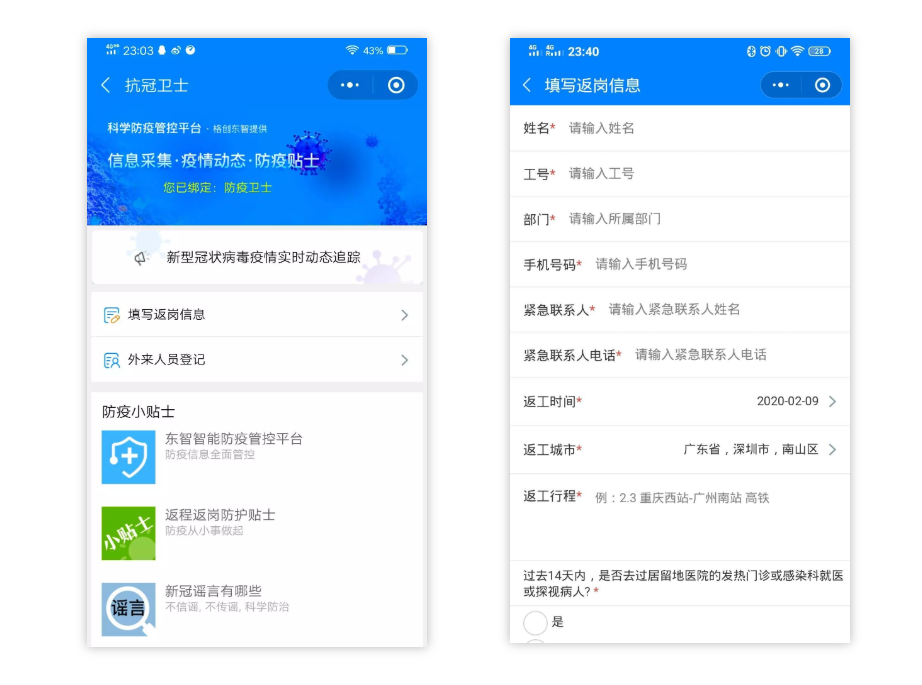 23:03
43%
抗冠卫士
科学防疫管控平台·格创东智提供
信息采集·疫情动态·防疫贴士
您已绑定：防疫卫士
新型冠状病毒疫情实时动态追踪
填写返岗信息
外来人员登记
防疫小贴士
东智智能防疫管控平台
防疫信息全面管控
小贴士
返程返岗防护贴士
防疫从小事做起
谣言
新冠谣言有哪些
不信谣, 不传谣, 科学防治
4G 4G 23:40
28
填写返岗信息
姓名* 请输入姓名
工号* 请输入工号
部门* 请输入所属部门
手机号码* 请输入手机号码
紧急联系人* 请输入紧急联系人姓名
紧急联系人电话* 请输入紧急联系人电话
返工时间* 2020-02-09
返工城市* 广东省，深圳市，南山区
返工行程* 例：2.3 重庆西站-广州南站 高铁
过去14天内，是否去过居留地医院的发热门诊或感染科就医
或探视病人? *
是